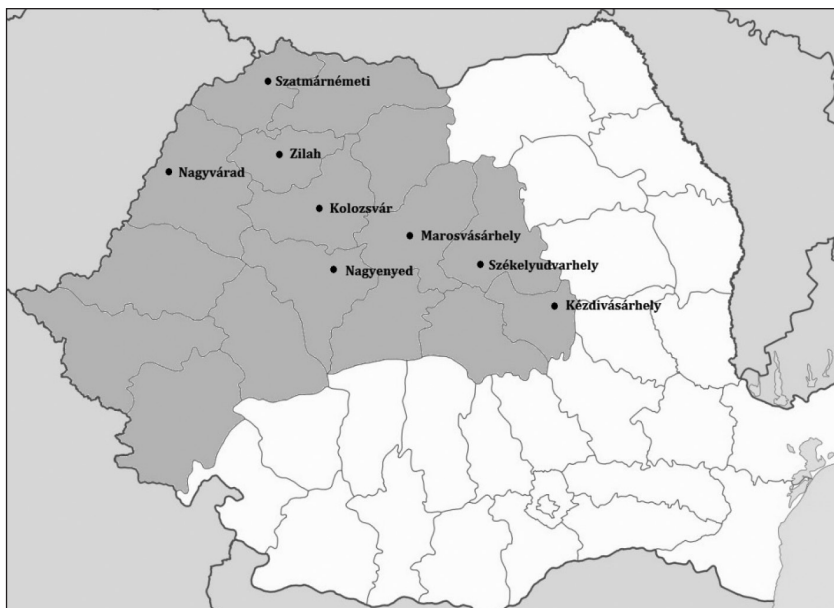 Szatmárnémeti
Zilah
Nagyvárad
Kolozsvár
Marosvásárhely
Székelyudvarhely
Nagyenyed
Kézdivásárhely